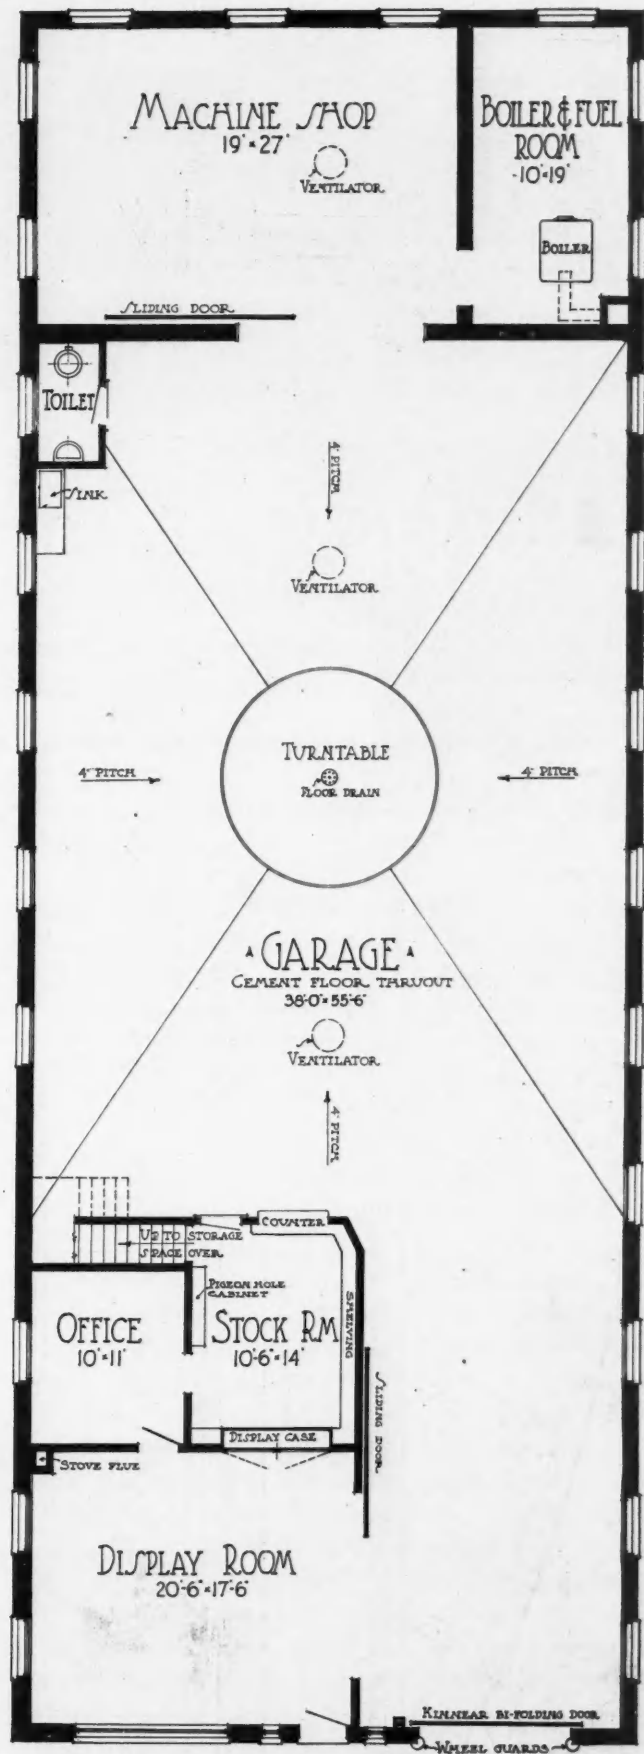 MACHINE SHOP
19'×27'
VENTILATOR
BOILER & FUEL
ROOM
10'×19'
BOILER
SLIDING DOOR
TOILET
SINK
4" PITCH
VENTILATOR
TURNTABLE
FLOOR DRAIN
4" PITCH
4" PITCH
GARAGE
CEMENT FLOOR THRUOUT
38'-0"×55'-6"
VENTILATOR
4" PITCH
COUNTER
UP TO STORAGE
SPACE OVER
PIGEON HOLE
CABINET
SHELVING
OFFICE
10'×11'
STOCK RM
10'-6"×14'
SLIDING DOOR
DISPLAY CASE
STOVE FLUE
DISPLAY ROOM
20'-6"×17'-6"
KINNEAR BI-FOLDING DOOR
WHEEL GUARDS